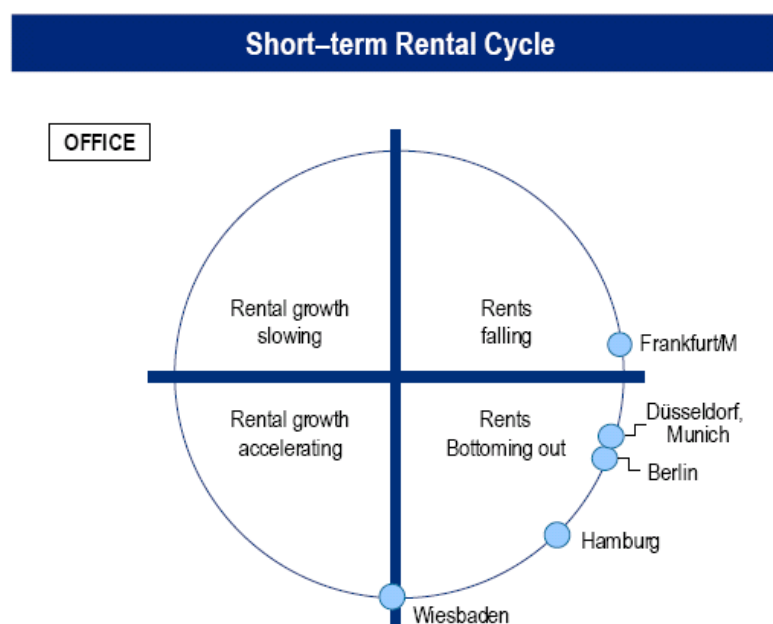 Short–term Rental Cycle
OFFICE
Rental growth
slowing
Rents
falling
Frankfurt/M
Rental growth
accelerating
Rents
Bottoming out
Düsseldorf,
Munich
Berlin
Hamburg
Wiesbaden